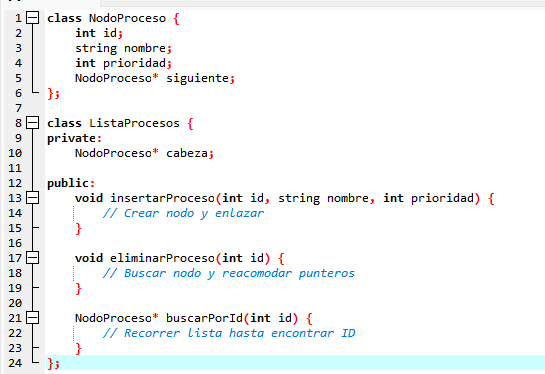 1 class NodoProceso {
2     int id;
3     string nombre;
4     int prioridad;
5     NodoProceso* siguiente;
6 };
7
8 class ListaProcesos {
9 private:
10     NodoProceso* cabeza;
11
12 public:
13     void insertarProceso(int id, string nombre, int prioridad) {
14         // Crear nodo y enlazar
15     }
16
17     void eliminarProceso(int id) {
18         // Buscar nodo y reacomodar punteros
19     }
20
21     NodoProceso* buscarPorId(int id) {
22         // Recorrer lista hasta encontrar ID
23     }
24 };